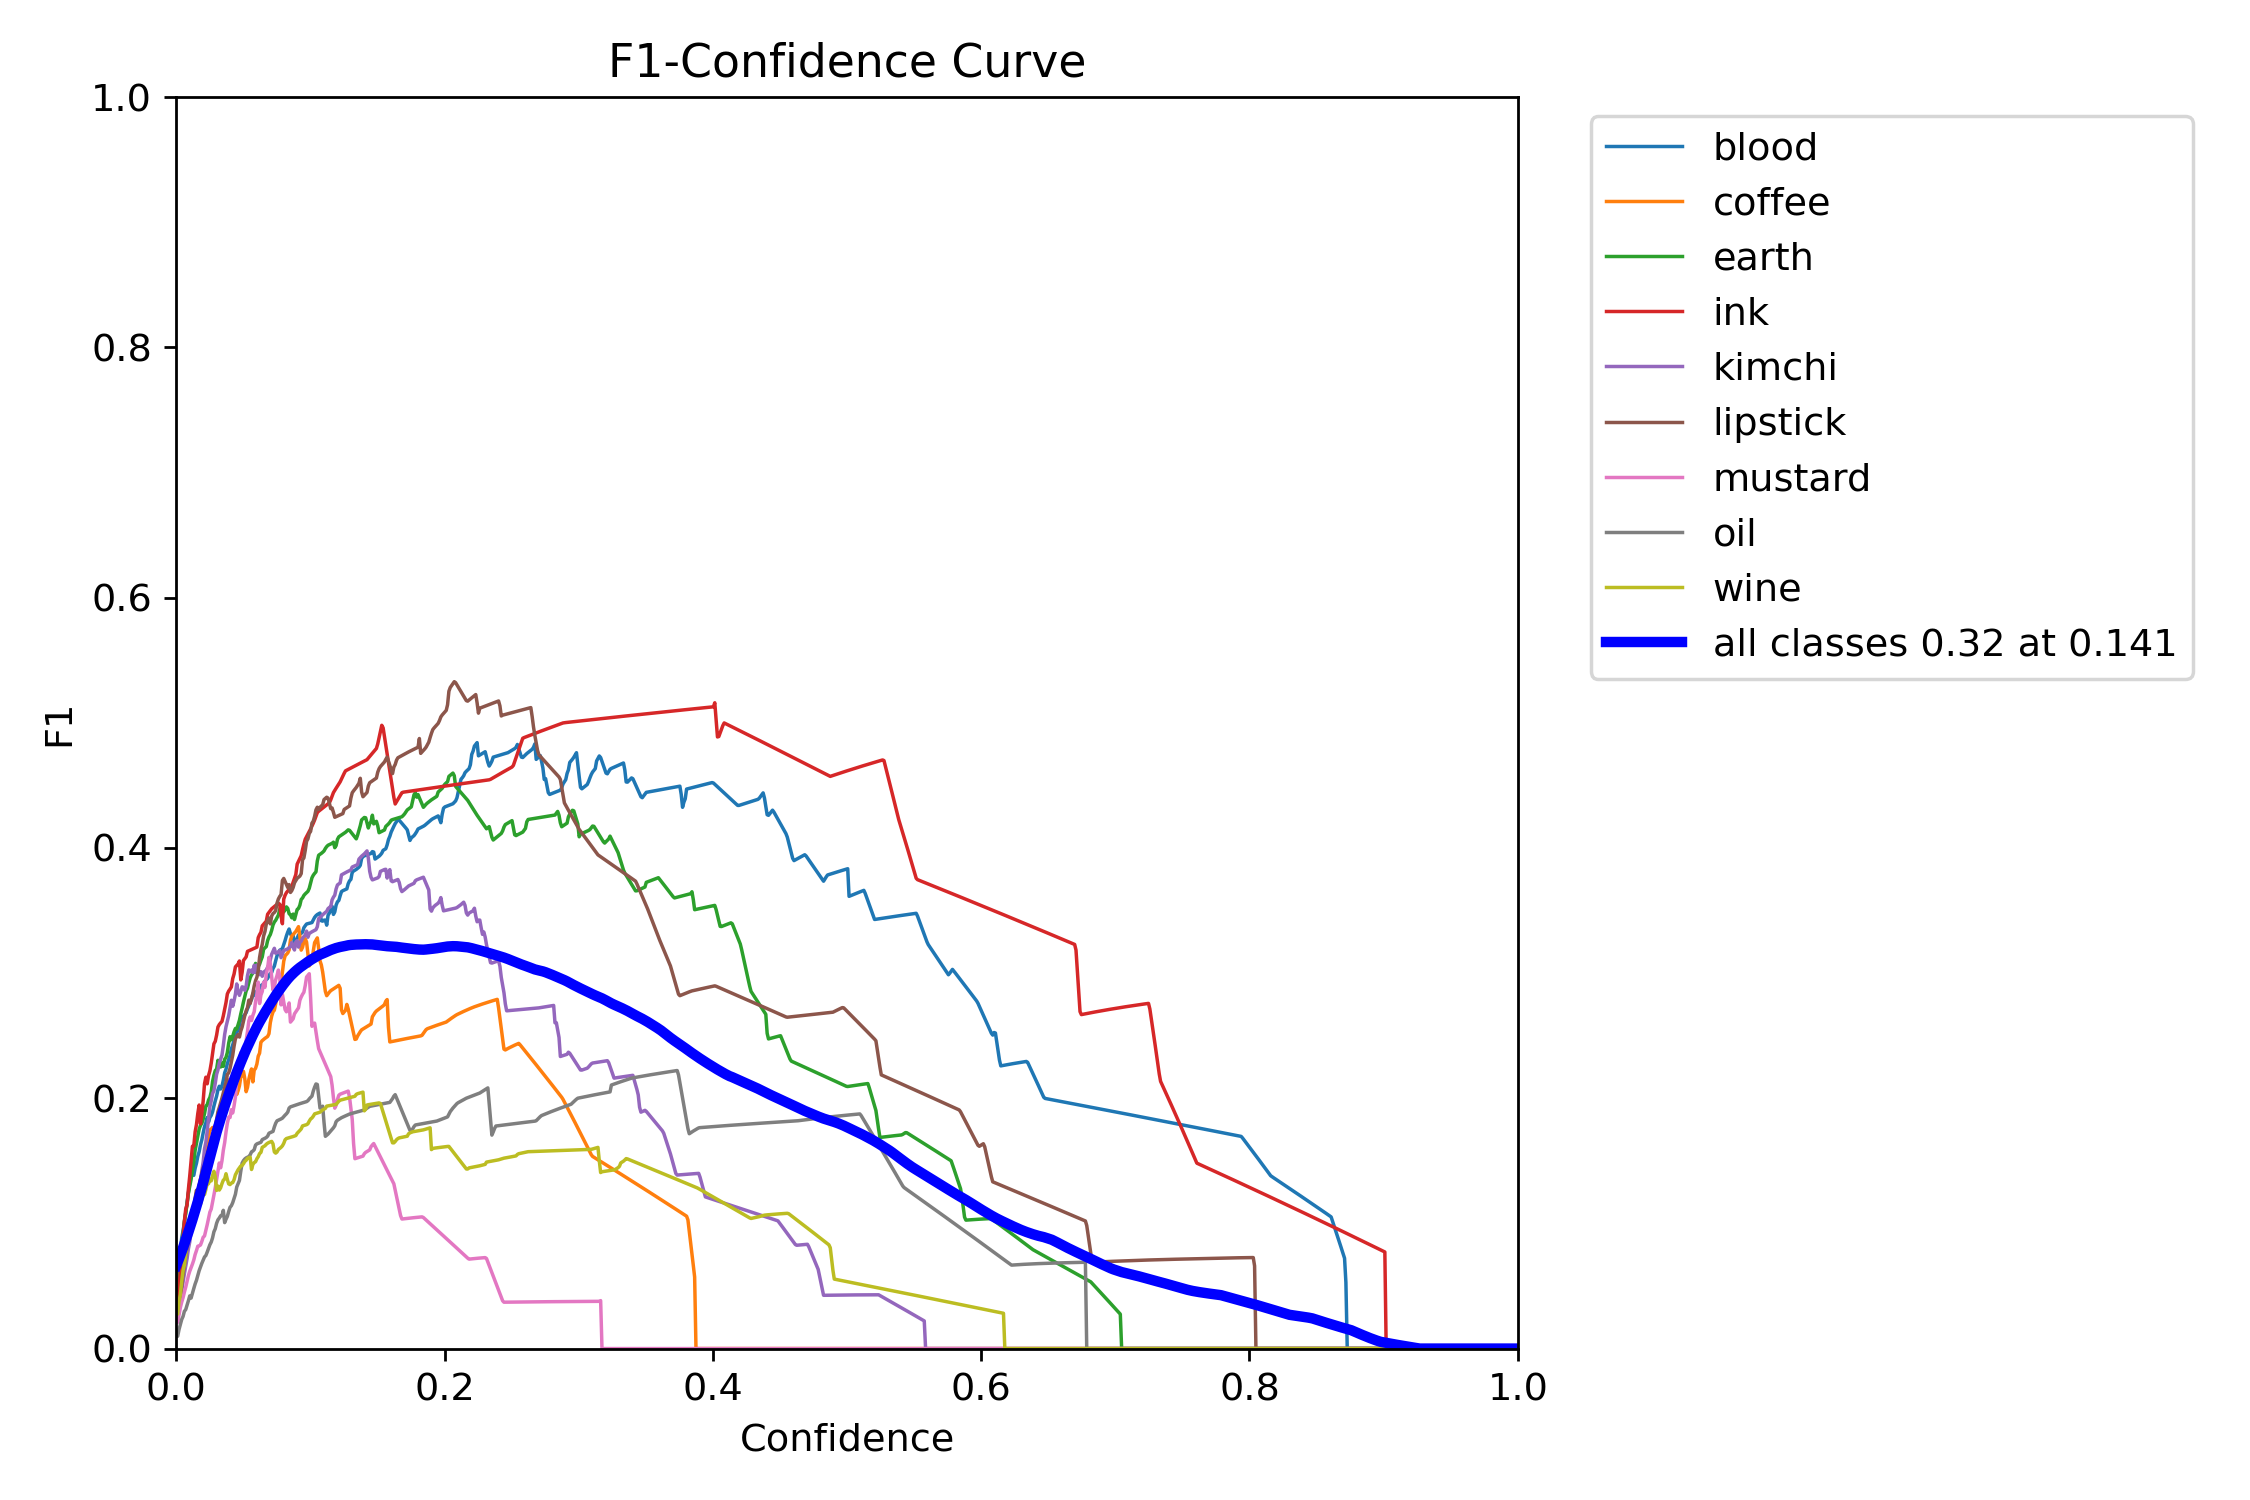 F1-Confidence Curve
1.0
0.8
0.6
0.4
0.2
0.0
F1
0.0 0.2 0.4 0.6 0.8 1.0
Confidence
blood
coffee
earth
ink
kimchi
lipstick
mustard
oil
wine
all classes 0.32 at 0.141